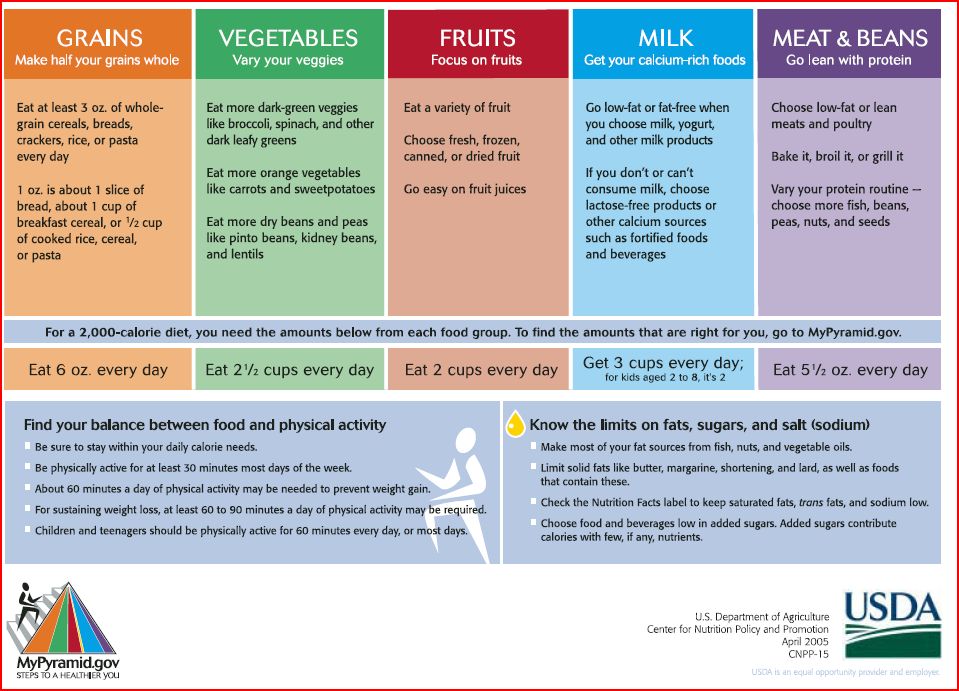 GRAINS
Make half your grains whole
VEGETABLES
Vary your veggies
FRUITS
Focus on fruits
MILK
Get your calcium-rich foods
MEAT & BEANS
Go lean with protein
Eat at least 3 oz. of whole-
grain cereals, breads,
crackers, rice, or pasta
every day
1 oz. is about 1 slice of
bread, about 1 cup of
breakfast cereal, or 1/2 cup
of cooked rice, cereal,
or pasta
Eat more dark-green veggies
like broccoli, spinach, and other
dark leafy greens
Eat more orange vegetables
like carrots and sweetpotatoes
Eat more dry beans and peas
like pinto beans, kidney beans,
and lentils
Eat a variety of fruit
Choose fresh, frozen,
canned, or dried fruit
Go easy on fruit juices
Go low-fat or fat-free when
you choose milk, yogurt,
and other milk products
If you don't or can't
consume milk, choose
lactose-free products or
other calcium sources
such as fortified foods
and beverages
Choose low-fat or lean
meats and poultry
Bake it, broil it, or grill it
Vary your protein routine --
choose more fish, beans,
peas, nuts, and seeds
For a 2,000-calorie diet, you need the amounts below from each food group. To find the amounts that are right for you, go to MyPyramid.gov.
Eat 6 oz. every day
Eat 2 1/2 cups every day
Eat 2 cups every day
Get 3 cups every day;
for kids aged 2 to 8, it's 2
Eat 5 1/2 oz. every day
Find your balance between food and physical activity
Be sure to stay within your daily calorie needs.
Be physically active for at least 30 minutes most days of the week.
About 60 minutes a day of physical activity may be needed to prevent weight gain.
For sustaining weight loss, at least 60 to 90 minutes a day of physical activity may be required.
Children and teenagers should be physically active for 60 minutes every day, or most days.
Know the limits on fats, sugars, and salt (sodium)
Make most of your fat sources from fish, nuts, and vegetable oils.
Limit solid fats like butter, margarine, shortening, and lard, as well as foods
that contain these.
Check the Nutrition Facts label to keep saturated fats, trans fats, and sodium low.
Choose food and beverages low in added sugars. Added sugars contribute
calories with few, if any, nutrients.
MyPyramid.gov
STEPS TO A HEALTHIER YOU
U.S. Department of Agriculture
Center for Nutrition Policy and Promotion
April 2005
CNPP-15
USDA
USDA is an equal opportunity provider and employer.